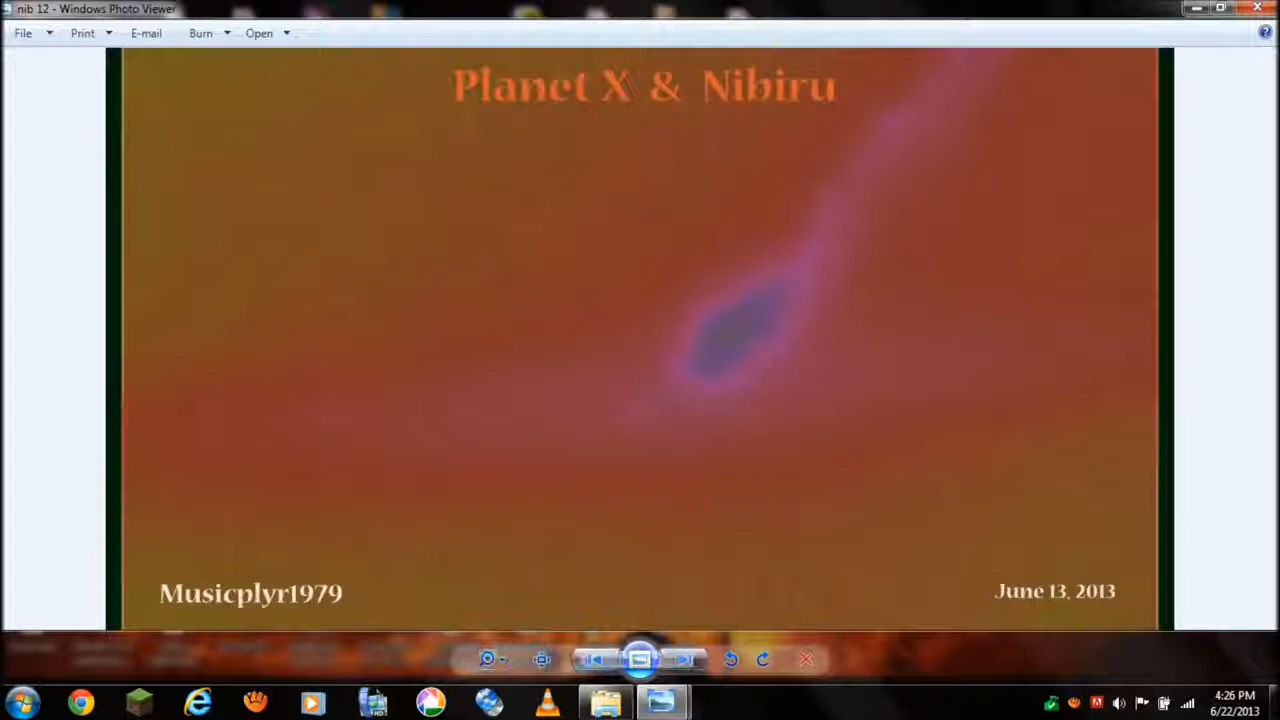 nib 12 - Windows Photo Viewer
File Print E-mail Burn Open
Planet X & Nibiru
Musicplyr1979
June 13, 2013
4:26 PM
6/22/2013